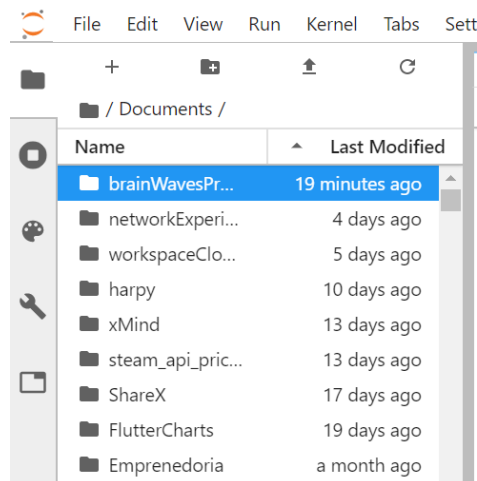 File Edit View Run Kernel Tabs Sett
/ Documents /
Name Last Modified
brainWavesPr... 19 minutes ago
networkExperi... 4 days ago
workspaceClo... 5 days ago
harpy 10 days ago
xMind 13 days ago
steam_api_pric... 13 days ago
ShareX 17 days ago
FlutterCharts 19 days ago
Emprenedoria a month ago